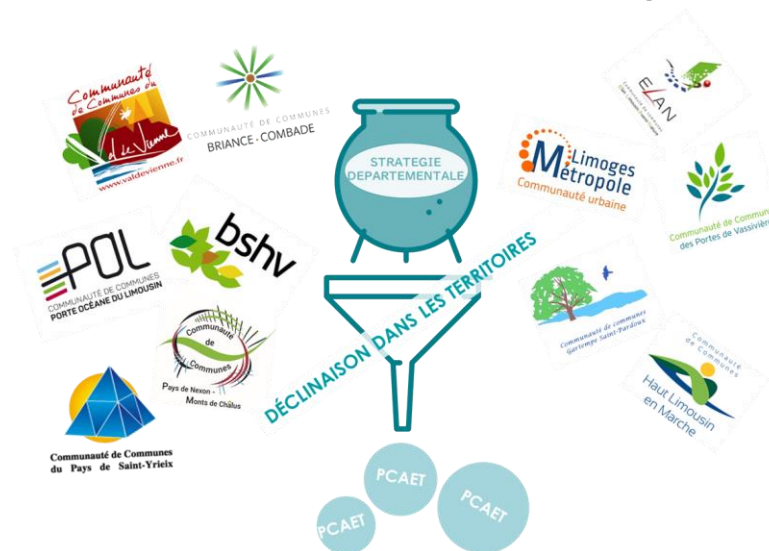 Communauté
de Communes du
Val de Vienne
www.valdevienne.fr
COMMUNAUTÉ DE COMMUNES
BRIANCE - COMBADE
POL
COMMUNAUTÉ DE COMMUNES
PORTE OCÉANE DU LIMOUSIN
bshv
Communauté
de
Communes
Pays de Nexon -
Monts de Châlus
Communauté de Communes
du Pays de Saint-Yrieix
STRATEGIE
DEPARTEMENTALE
DÉCLINAISON DANS LES TERRITOIRES
PCAET
PCAET
PCAET
ELAN
Limoges
Métropole
Communauté urbaine
Communauté de Commun
des Portes de Vassivière
Communauté de communes
Gartempe Saint-Pardoux
Communauté
de Communes
Haut Limousin
en Marche